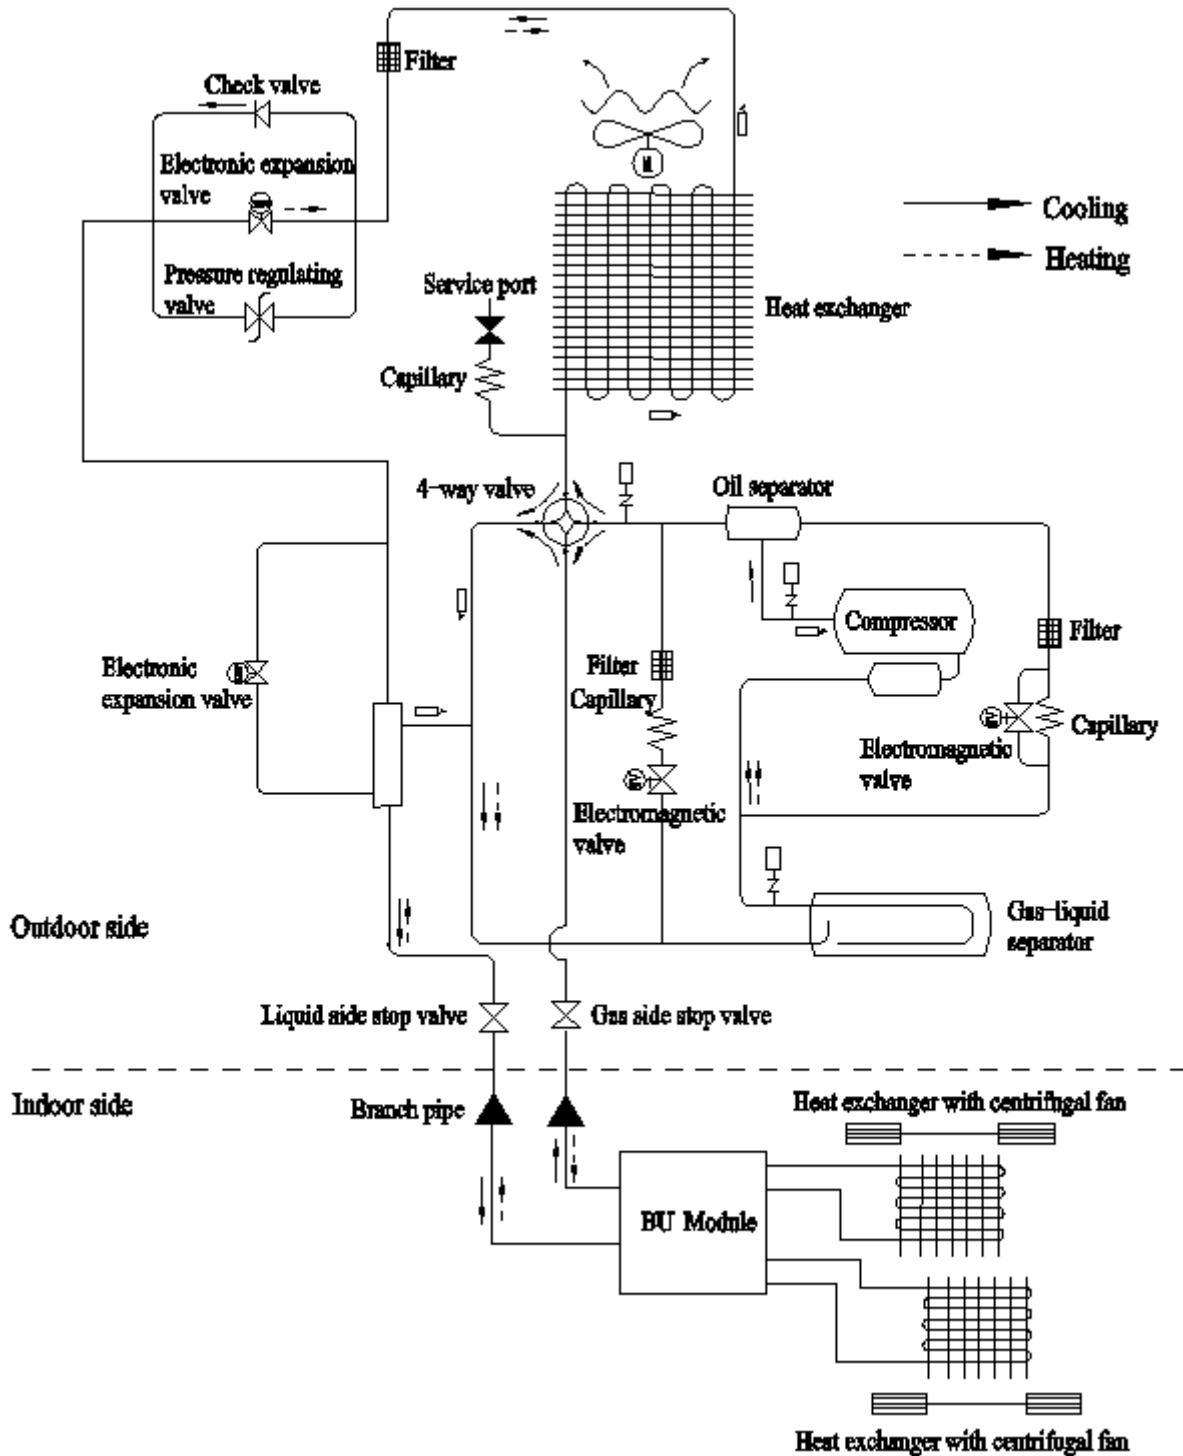 Filter
Check valve
Electronic expansion
valve
Cooling
Heating
Pressure regulating
valve
Service port
Heat exchanger
Capillary
4-way valve
Oil separator
Compressor
Filter
Electronic
expansion valve
Filter
Capillary
Capillary
Electromagnetic
valve
Electromagnetic
valve
Outdoor side
Gas-liquid
separator
Liquid side stop valve
Gas side stop valve
Indoor side
Branch pipe
Heat exchanger with centrifugal fan
BU Module
Heat exchanger with centrifugal fan